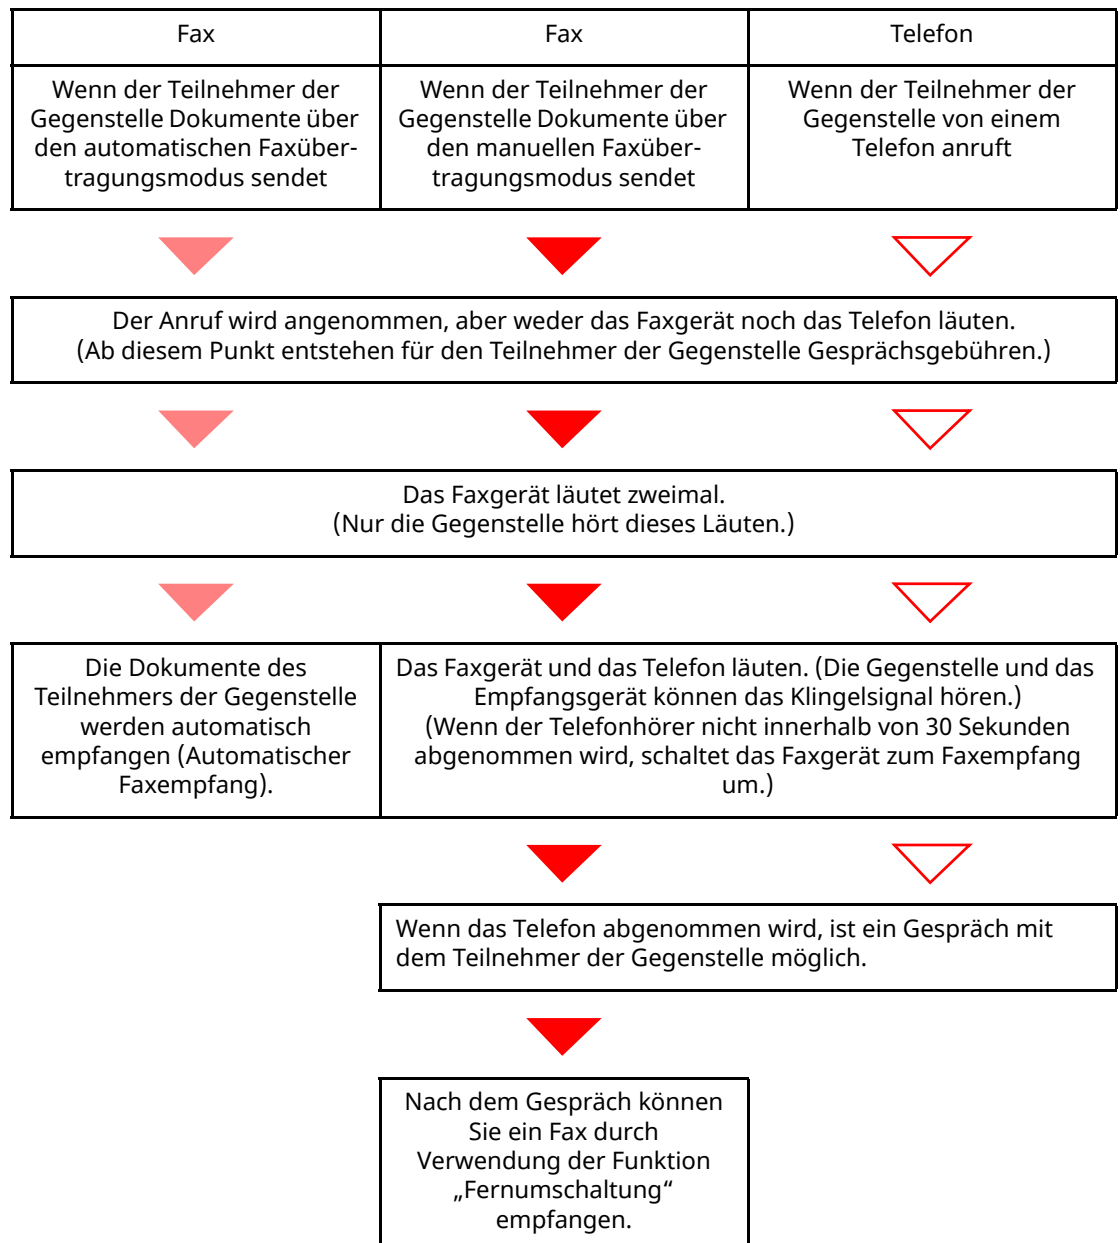 Fax
Wenn der Teilnehmer der
Gegenstelle Dokumente über
den automatischen Faxüber-
tragungsmodus sendet
Fax
Wenn der Teilnehmer der
Gegenstelle Dokumente über
den manuellen Faxüber-
tragungsmodus sendet
Telefon
Wenn der Teilnehmer der
Gegenstelle von einem
Telefon anruft
Der Anruf wird angenommen, aber weder das Faxgerät noch das Telefon läuten.
(Ab diesem Punkt entstehen für den Teilnehmer der Gegenstelle Gesprächsgebühren.)
Das Faxgerät läutet zweimal.
(Nur die Gegenstelle hört dieses Läuten.)
Die Dokumente des
Teilnehmers der Gegenstelle
werden automatisch
empfangen (Automatischer
Faxempfang).
Das Faxgerät und das Telefon läuten. (Die Gegenstelle und das
Empfangsgerät können das Klingelsignal hören.)
(Wenn der Telefonhörer nicht innerhalb von 30 Sekunden
abgenommen wird, schaltet das Faxgerät zum Faxempfang
um.)
Wenn das Telefon abgenommen wird, ist ein Gespräch mit
dem Teilnehmer der Gegenstelle möglich.
Nach dem Gespräch können
Sie ein Fax durch
Verwendung der Funktion
„Fernumschaltung“
empfangen.